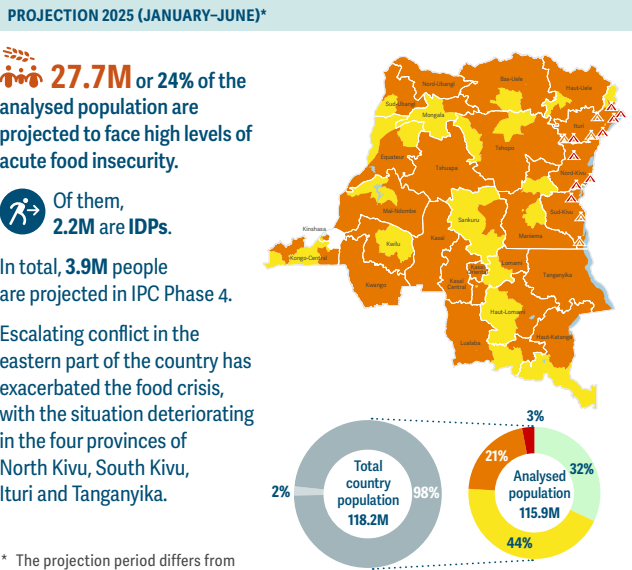 PROJECTION 2025 (JANUARY–JUNE)*
27.7M or 24% of the
analysed population are
projected to face high levels of
acute food insecurity.
Of them,
2.2M are IDPs.
In total, 3.9M people
are projected in IPC Phase 4.
Escalating conflict in the
eastern part of the country has
exacerbated the food crisis,
with the situation deteriorating
in the four provinces of
North Kivu, South Kivu,
Ituri and Tanganyika.
* The projection period differs from
Nord-Ubangi
Bas-Uele
Haut-Uele
Sud-Ubangi
Mongala
Ituri
Equateur
Tshopo
Tshuapa
Nord-Kivu
Mai-Ndombe
Sankuru
Sud-Kivu
Maniema
Kinshasa
Kongo-Central
Kwilu
Kasai
Kwango
Kasai
Central
Kasai
Oriental
Lomami
Tanganyika
Haut-Lomami
Lualaba
Haut-Katanga
Total
country
population
118.2M
2%
98%
3%
21%
32%
44%
Analysed
population
115.9M